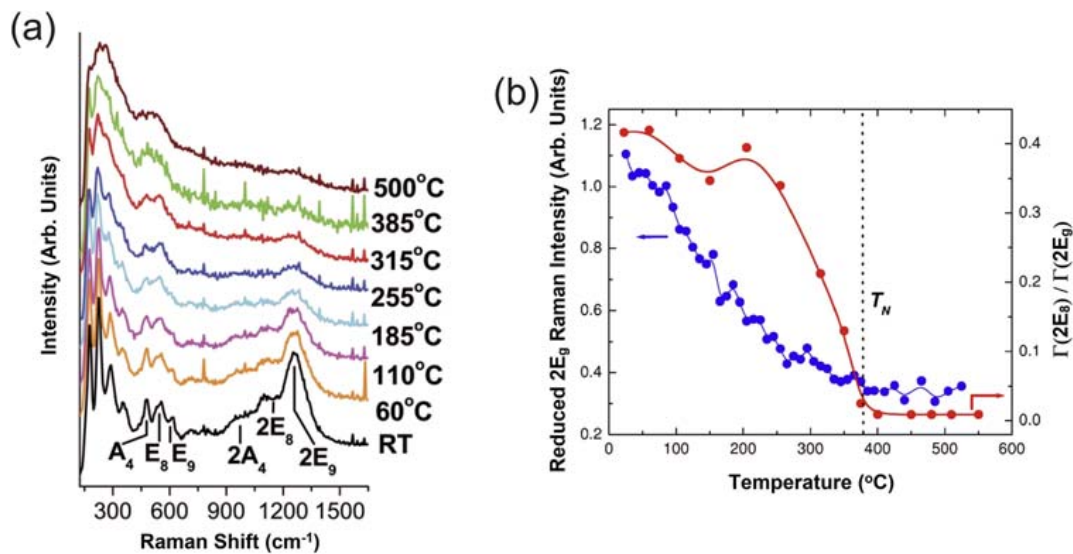 (a)
Intensity (Arb. Units)
500°C
385°C
315°C
255°C
185°C
110°C
60°C
RT
A₄
E₈
E₉
2A₄
2E₈
2E₉
300
600
900
1200
1500
Raman Shift (cm⁻¹)
(b)
Reduced 2E_g Raman Intensity (Arb. Units)
1.2
1.0
0.8
0.6
0.4
0.2
T_N
0.4
0.3
0.2
0.1
0.0
Γ(2E₈) / Γ(2E_g)
0
100
200
300
400
500
600
Temperature (°C)